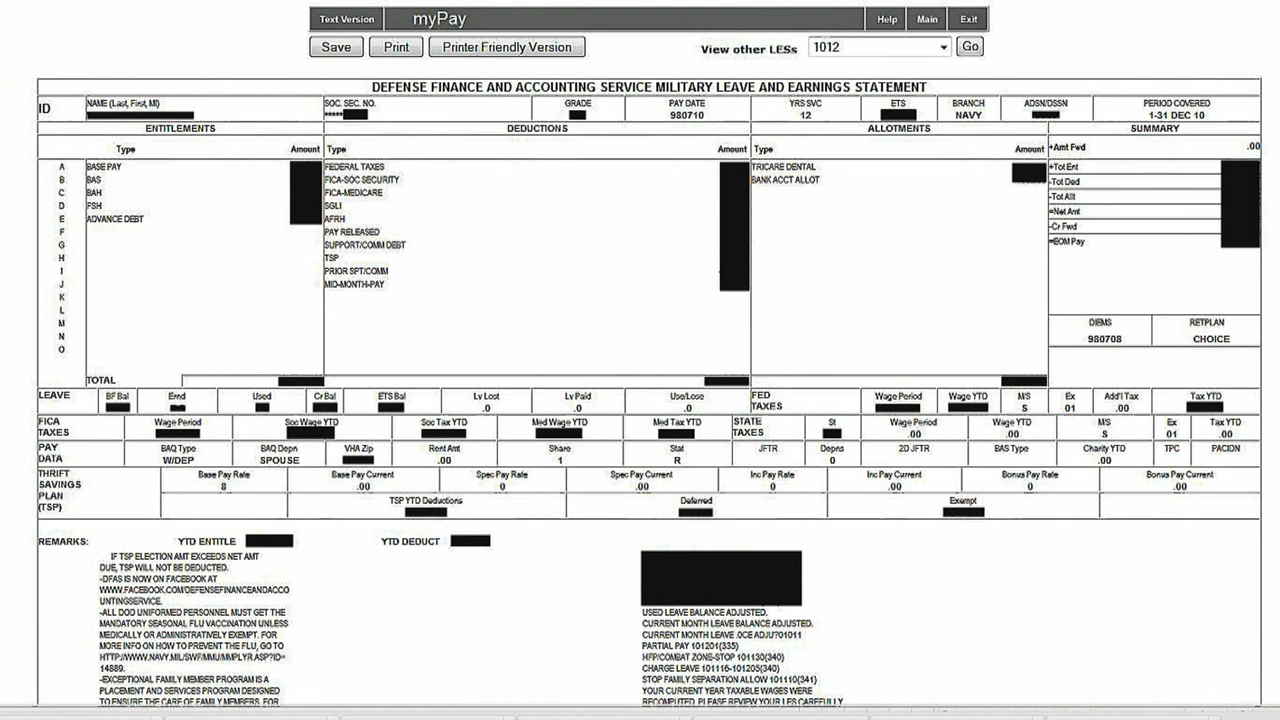 Text Version myPay Help Main Exit
Save Print Printer Friendly Version View other LESs 1012 Go
DEFENSE FINANCE AND ACCOUNTING SERVICE MILITARY LEAVE AND EARNINGS STATEMENT
ID NAME (Last, First, MI) SOC. SEC. NO. GRADE PAY DATE YRS SVC ETS BRANCH ADSN/DSSN PERIOD COVERED
***** 980710 12 NAVY 1-31 DEC 10
ENTITLEMENTS DEDUCTIONS ALLOTMENTS SUMMARY
Type Amount Type Amount Type Amount +Amt Fwd .00
A BASE PAY FEDERAL TAXES TRICARE DENTAL +Tot Ent
B BAS FICA-SOC SECURITY BANK ACCT ALLOT -Tot Ded
C BAH FICA-MEDICARE -Tot Allt
D FSH SGLI =Net Amt
E ADVANCE DEBT AFRH -Cr Fwd
F PAY RELEASED =EOM Pay
G SUPPORT/COMM DEBT
H TSP
I PRIOR SPT/COMM
J MID-MONTH-PAY
K
L
M DIEMS RETPLAN
N 980708 CHOICE
O
TOTAL
LEAVE BF Bal Ernd Used Cr Bal ETS Bal Lv Lost Lv Paid Use/Lose FED TAXES Wage Period Wage YTD M/S Ex Add'l Tax Tax YTD
.0 .0 .0 S 01 .00
FICA TAXES Wage Period Soc Wage YTD Soc Tax YTD Med Wage YTD Med Tax YTD STATE TAXES St Wage Period Wage YTD M/S Ex Tax YTD
.00 .00 S 01 .00
PAY DATA BAQ Type BAQ Depn VHA Zip Rent Amt Share Stat JFTR Depns 2D JFTR BAS Type Charity YTD TPC PACIDN
W/DEP SPOUSE .00 1 R 0 .00
THRIFT SAVINGS PLAN (TSP) Base Pay Rate Base Pay Current Spec Pay Rate Spec Pay Current Inc Pay Rate Inc Pay Current Bonus Pay Rate Bonus Pay Current
8 .00 0 .00 0 .00 0 .00
TSP YTD Deductions Deferred Exempt
REMARKS: YTD ENTITLE YTD DEDUCT
IF TSP ELECTION AMT EXCEEDS NET AMT
DUE, TSP WILL NOT BE DEDUCTED.
-DFAS IS NOW ON FACEBOOK AT
WWW.FACEBOOK.COM/DEFENSEFINANCEANDACCO
UNTINGSERVICE.
-ALL DOD UNIFORMED PERSONNEL MUST GET THE
MANDATORY SEASONAL FLU VACCINATION UNLESS
MEDICALLY OR ADMINISTRATIVELY EXEMPT. FOR
MORE INFO ON HOW TO PREVENT THE FLU, GO TO
HTTP://WWW.NAVY.MIL/SWF/MMU/MMPLYR.ASP?ID=
14889.
-EXCEPTIONAL FAMILY MEMBER PROGRAM IS A
PLACEMENT AND SERVICES PROGRAM DESIGNED
TO ENSURE THE CARE OF FAMILY MEMBERS. FOR
USED LEAVE BALANCE ADJUSTED.
CURRENT MONTH LEAVE BALANCE ADJUSTED.
CURRENT MONTH LEAVE .0CE ADJU?01011
PARTIAL PAY 101201(335)
HFP/COMBAT ZONE-STOP 101130(340)
CHARGE LEAVE 101116-101205(340)
STOP FAMILY SEPARATION ALLOW 101110(341)
YOUR CURRENT YEAR TAXABLE WAGES WERE
RECOMPUTED. PLEASE REVIEW YOUR LES CAREFULLY